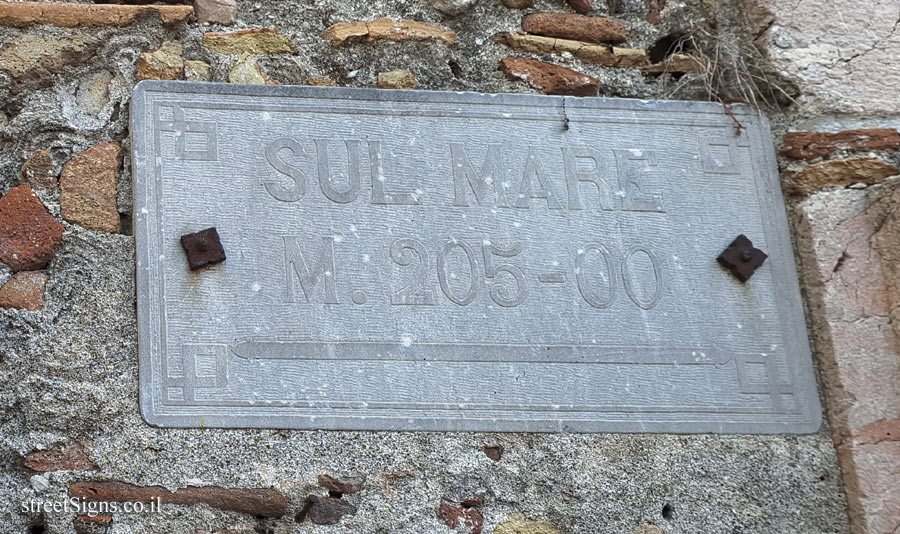 SUL MARE
M. 205-00
streetSigns.co.il